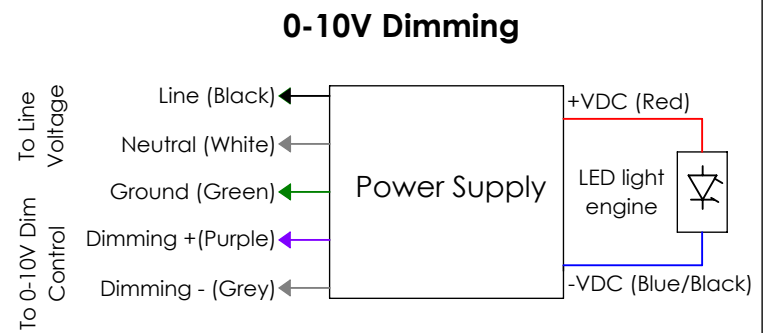 0-10V Dimming
To Line
Voltage
Line (Black)
Neutral (White)
Ground (Green)
To 0-10V Dim
Control
Dimming +(Purple)
Dimming - (Grey)
Power Supply
+VDC (Red)
LED light
engine
-VDC (Blue/Black)